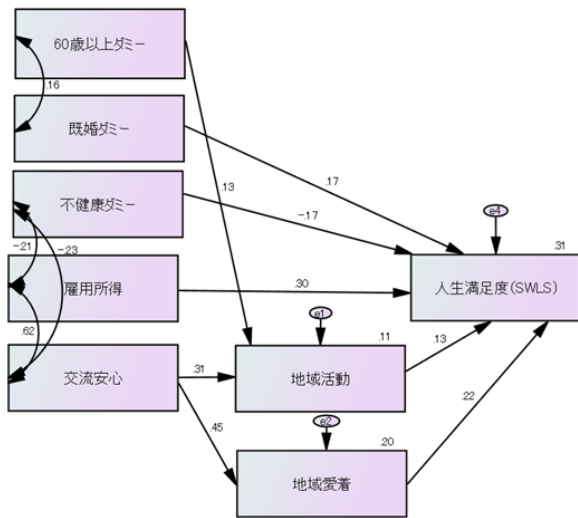 60歳以上ダミー
.16
既婚ダミー
不健康ダミー
-.21
-.23
雇用所得
.62
交流安心
.13
.17
-.17
.30
.31
.45
e1
.11
地域活動
e2
.20
地域愛着
e4
.31
人生満足度(SWLS)
.13
.22